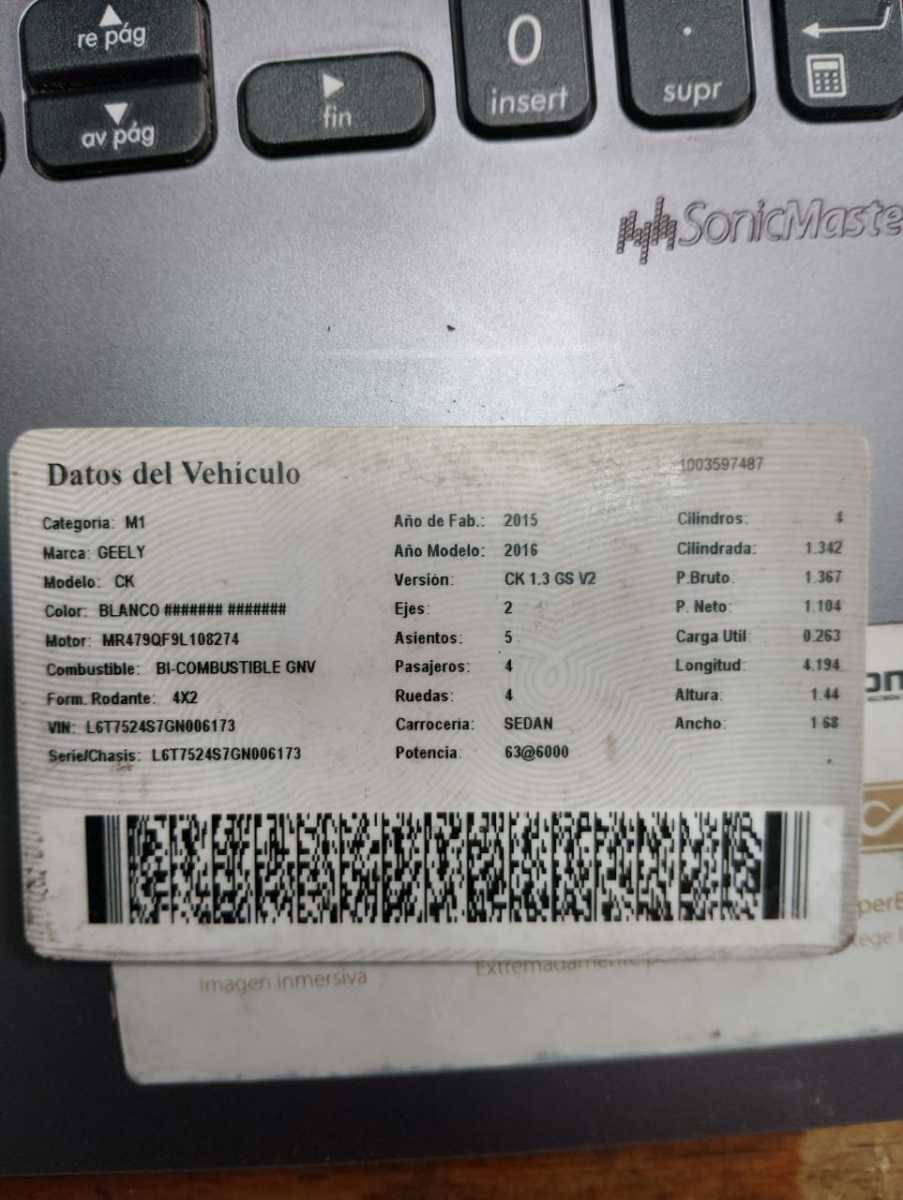 re pág
av pág
fin
0
insert
.
supr
SonicMaste
Datos del Vehículo
1003597487
Categoria: M1
Marca: GEELY
Modelo: CK
Color: BLANCO ####### #######
Motor: MR479QF9L108274
Combustible: BI-COMBUSTIBLE GNV
Form. Rodante: 4X2
VIN: L6T7524S7GN006173
Serie/Chasis: L6T7524S7GN006173
Año de Fab.: 2015
Año Modelo: 2016
Versión: CK 1.3 GS V2
Ejes: 2
Asientos: 5
Pasajeros: 4
Ruedas: 4
Carrocería: SEDAN
Potencia: 63@6000
Cilindros: 4
Cilindrada: 1.342
P.Bruto: 1.367
P. Neto: 1.104
Carga Util: 0.263
Longitud: 4.194
Altura: 1.44
Ancho: 1.68
Imagen inmersiva
Extremadamente